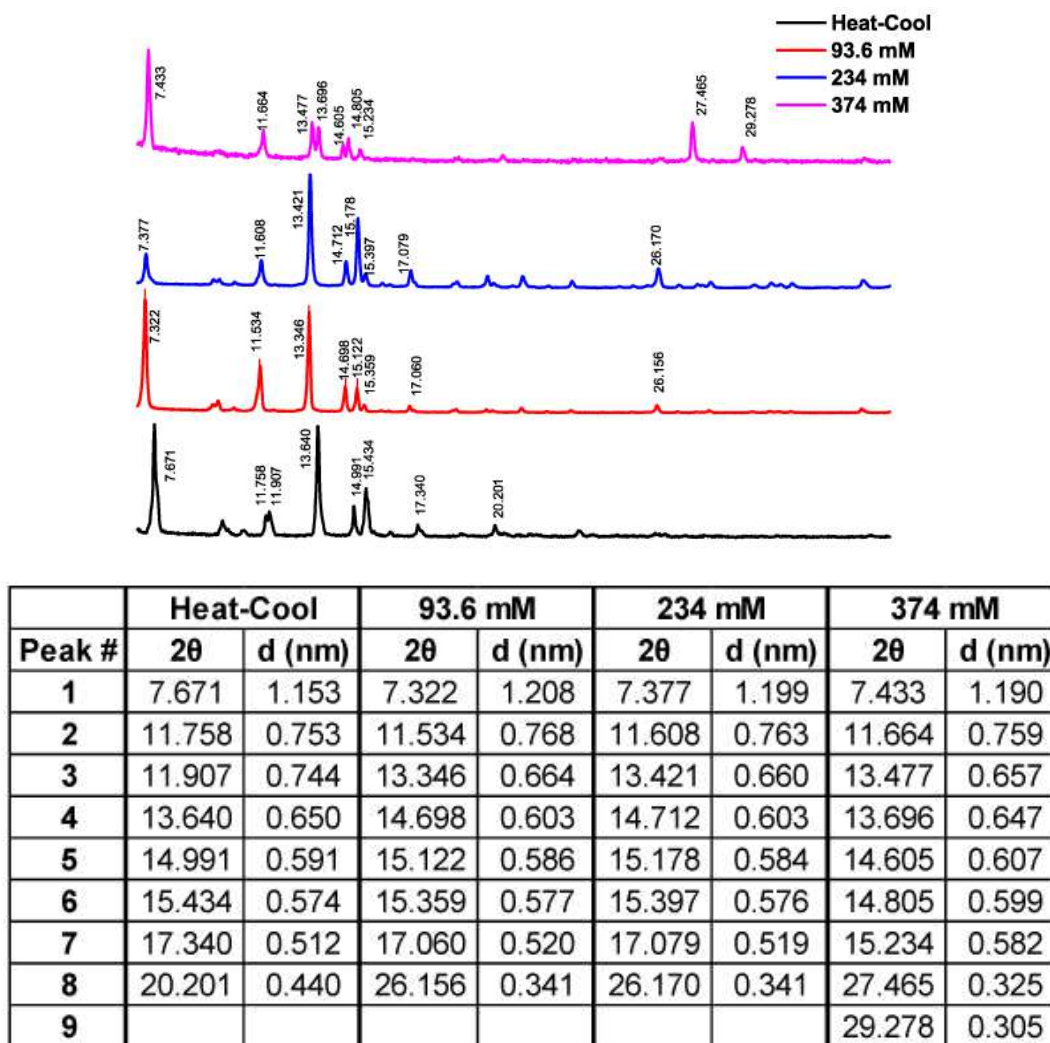 Heat-Cool
93.6 mM
234 mM
374 mM
7.433
11.664
13.477
13.696
14.605
14.805
15.234
27.465
29.278
7.377
11.608
13.421
14.712
15.178
15.397
17.079
26.170
7.322
11.534
13.346
14.698
15.122
15.359
17.060
26.156
7.671
11.758
11.907
13.640
14.991
15.434
17.340
20.201
Heat-Cool 93.6 mM 234 mM 374 mM
Peak # 2θ d (nm) 2θ d (nm) 2θ d (nm) 2θ d (nm)
1 7.671 1.153 7.322 1.208 7.377 1.199 7.433 1.190
2 11.758 0.753 11.534 0.768 11.608 0.763 11.664 0.759
3 11.907 0.744 13.346 0.664 13.421 0.660 13.477 0.657
4 13.640 0.650 14.698 0.603 14.712 0.603 13.696 0.647
5 14.991 0.591 15.122 0.586 15.178 0.584 14.605 0.607
6 15.434 0.574 15.359 0.577 15.397 0.576 14.805 0.599
7 17.340 0.512 17.060 0.520 17.079 0.519 15.234 0.582
8 20.201 0.440 26.156 0.341 26.170 0.341 27.465 0.325
9 29.278 0.305